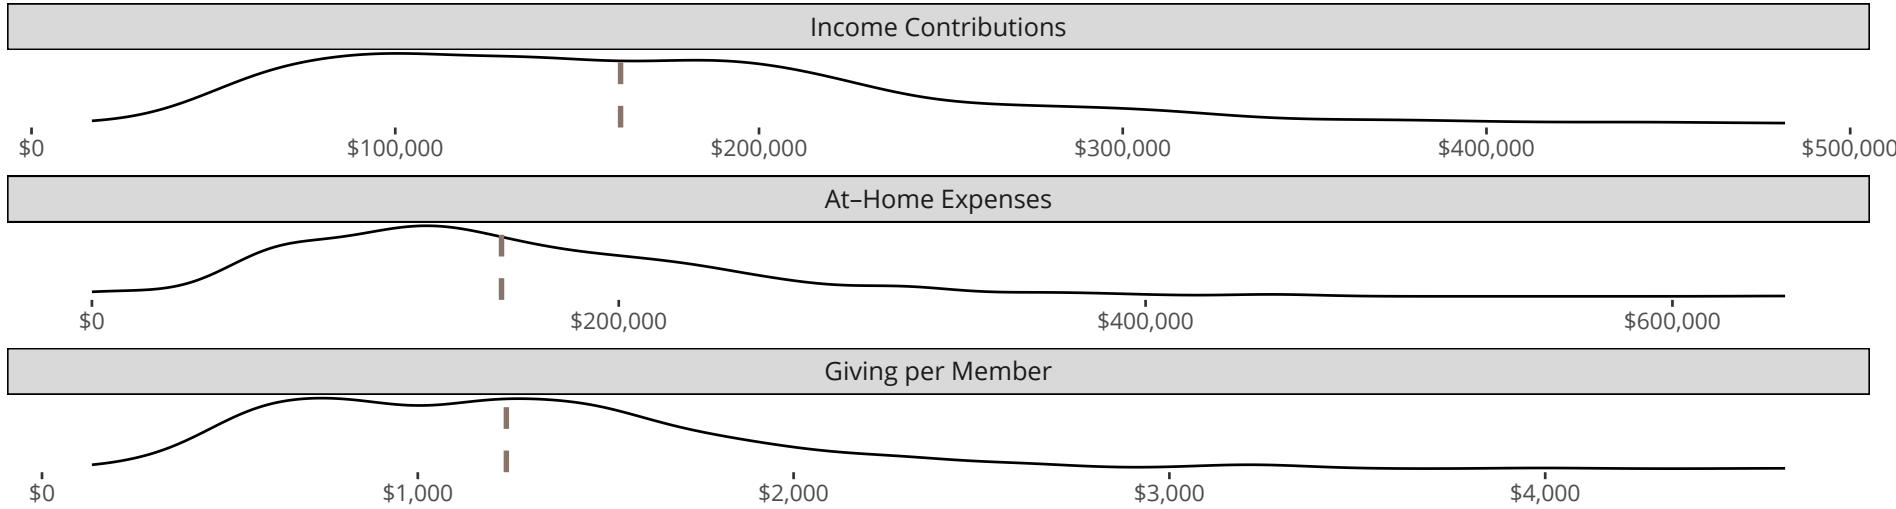 Income Contributions
$0 $100,000 $200,000 $300,000 $400,000 $500,000
At–Home Expenses
$0 $200,000 $400,000 $600,000
Giving per Member
$0 $1,000 $2,000 $3,000 $4,000